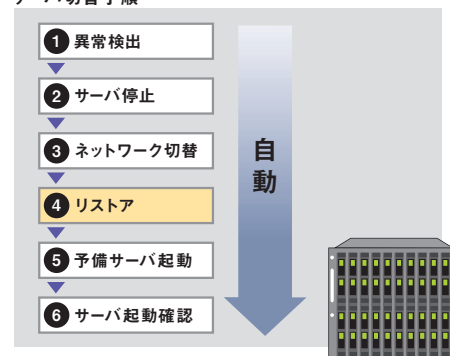 サーバ切替手順
1 異常検出
2 サーバ停止
3 ネットワーク切替
4 リストア
5 予備サーバ起動
6 サーバ起動確認
自動